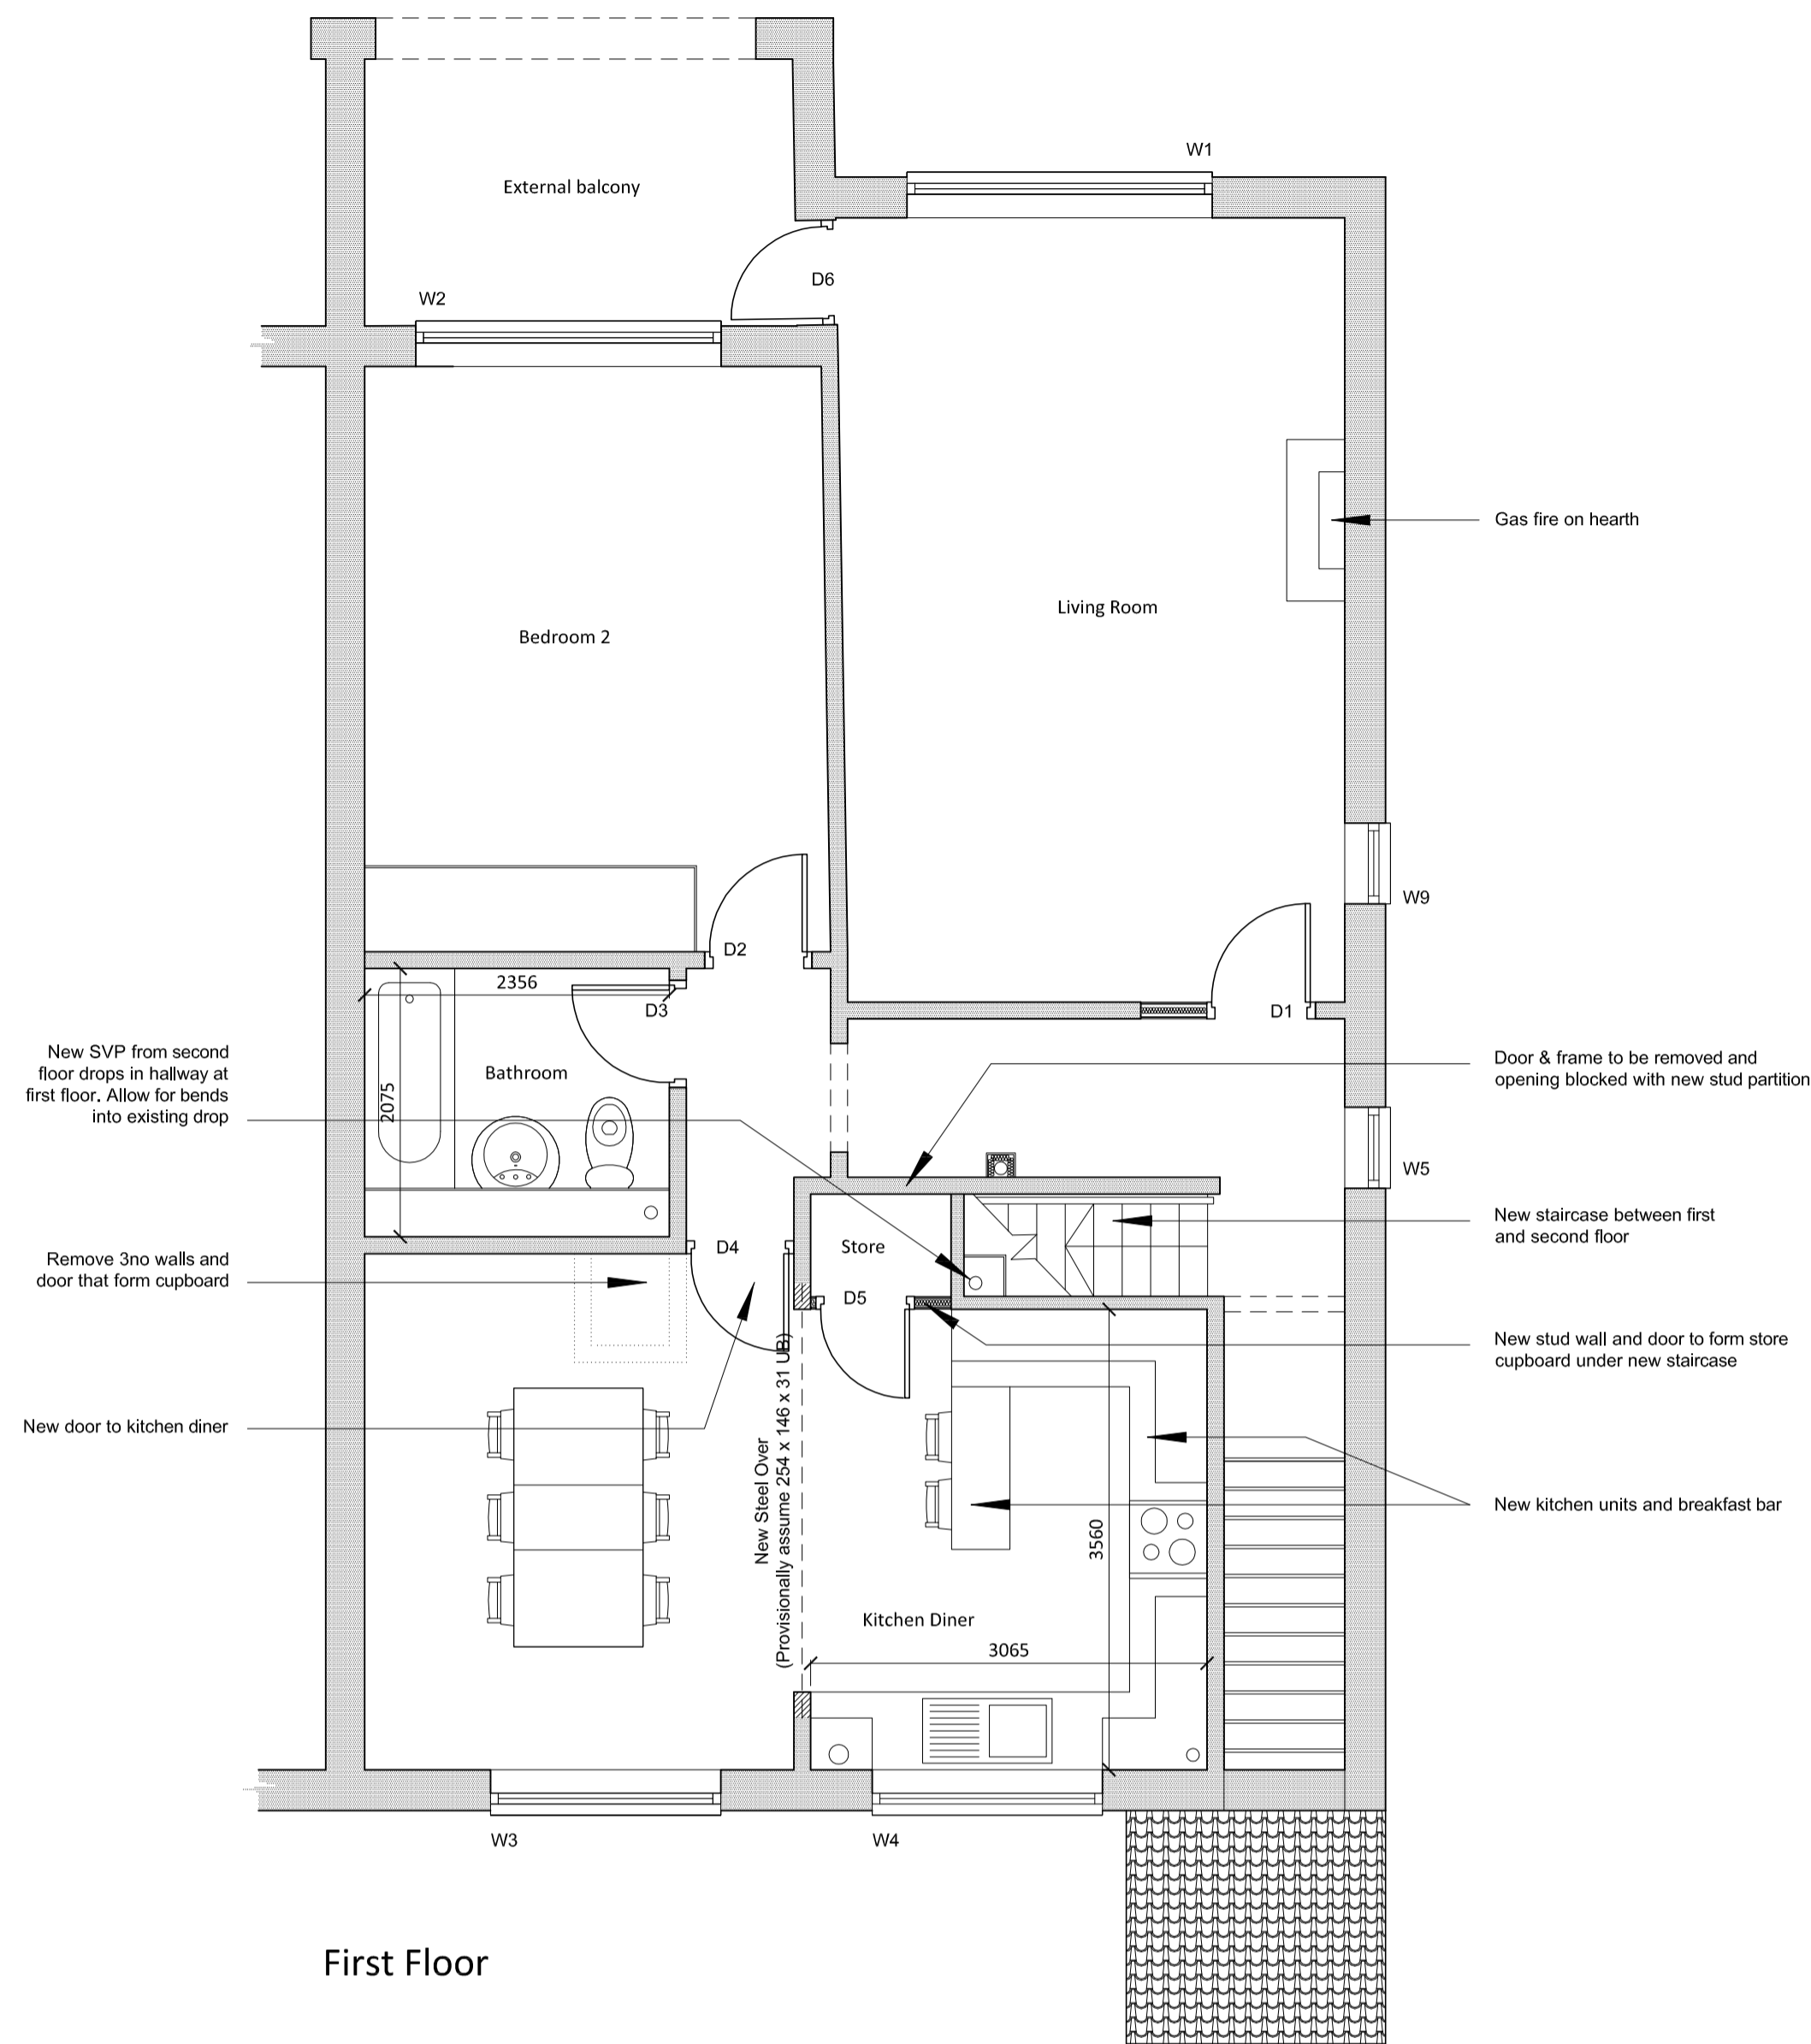 W1
External balcony
D6
W2
Gas fire on hearth
Living Room
Bedroom 2
W9
D2
2356
D3
D1
New SVP from second
floor drops in hallway at
first floor. Allow for bends
into existing drop
Bathroom
2075
Door & frame to be removed and
opening blocked with new stud partition
W5
New staircase between first
and second floor
Remove 3no walls and
door that form cupboard
D4
Store
D5
New stud wall and door to form store
cupboard under new staircase
New door to kitchen diner
New Steel Over
(Provisionally assume 254 x 146 x 31 UB)
New kitchen units and breakfast bar
3560
Kitchen Diner
3065
W3
W4
First Floor